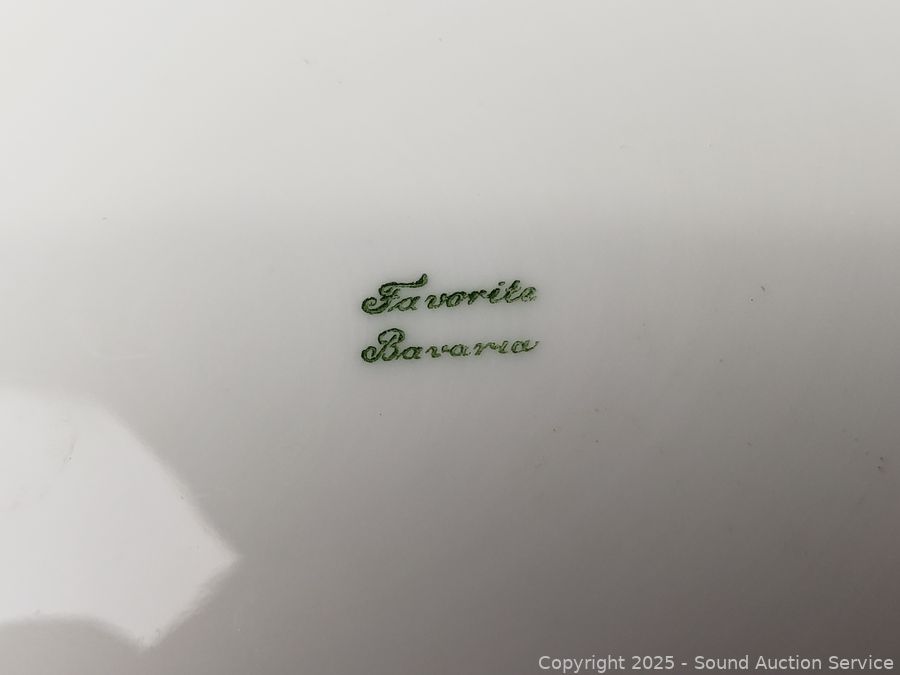 Favorite
Bavaria
Copyright 2025 - Sound Auction Service